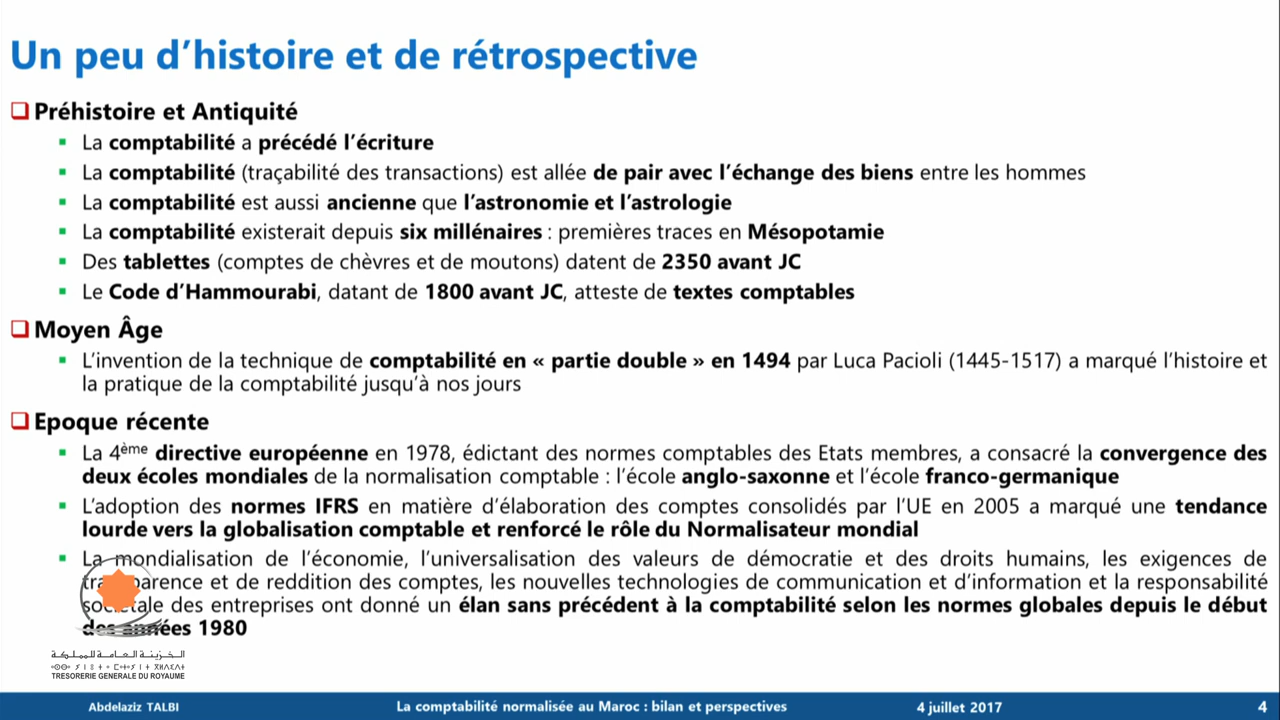 Un peu d’histoire et de rétrospective
Préhistoire et Antiquité
La comptabilité a précédé l’écriture
La comptabilité (traçabilité des transactions) est allée de pair avec l’échange des biens entre les hommes
La comptabilité est aussi ancienne que l’astronomie et l’astrologie
La comptabilité existerait depuis six millénaires : premières traces en Mésopotamie
Des tablettes (comptes de chèvres et de moutons) datent de 2350 avant JC
Le Code d’Hammourabi, datant de 1800 avant JC, atteste de textes comptables
Moyen Âge
L’invention de la technique de comptabilité en « partie double » en 1494 par Luca Pacioli (1445-1517) a marqué l’histoire et
la pratique de la comptabilité jusqu’à nos jours
Epoque récente
La 4ème directive européenne en 1978, édictant des normes comptables des Etats membres, a consacré la convergence des
deux écoles mondiales de la normalisation comptable : l’école anglo-saxonne et l’école franco-germanique
L’adoption des normes IFRS en matière d’élaboration des comptes consolidés par l’UE en 2005 a marqué une tendance
lourde vers la globalisation comptable et renforcé le rôle du Normalisateur mondial
La mondialisation de l’économie, l’universalisation des valeurs de démocratie et des droits humains, les exigences de
transparence et de reddition des comptes, les nouvelles technologies de communication et d’information et la responsabilité
sociétale des entreprises ont donné un élan sans précédent à la comptabilité selon les normes globales depuis le début
des années 1980
الخزينة العامة للمملكة
TRESORERIE GENERALE DU ROYAUME
Abdelaziz TALBI
La comptabilité normalisée au Maroc : bilan et perspectives
4 juillet 2017
4